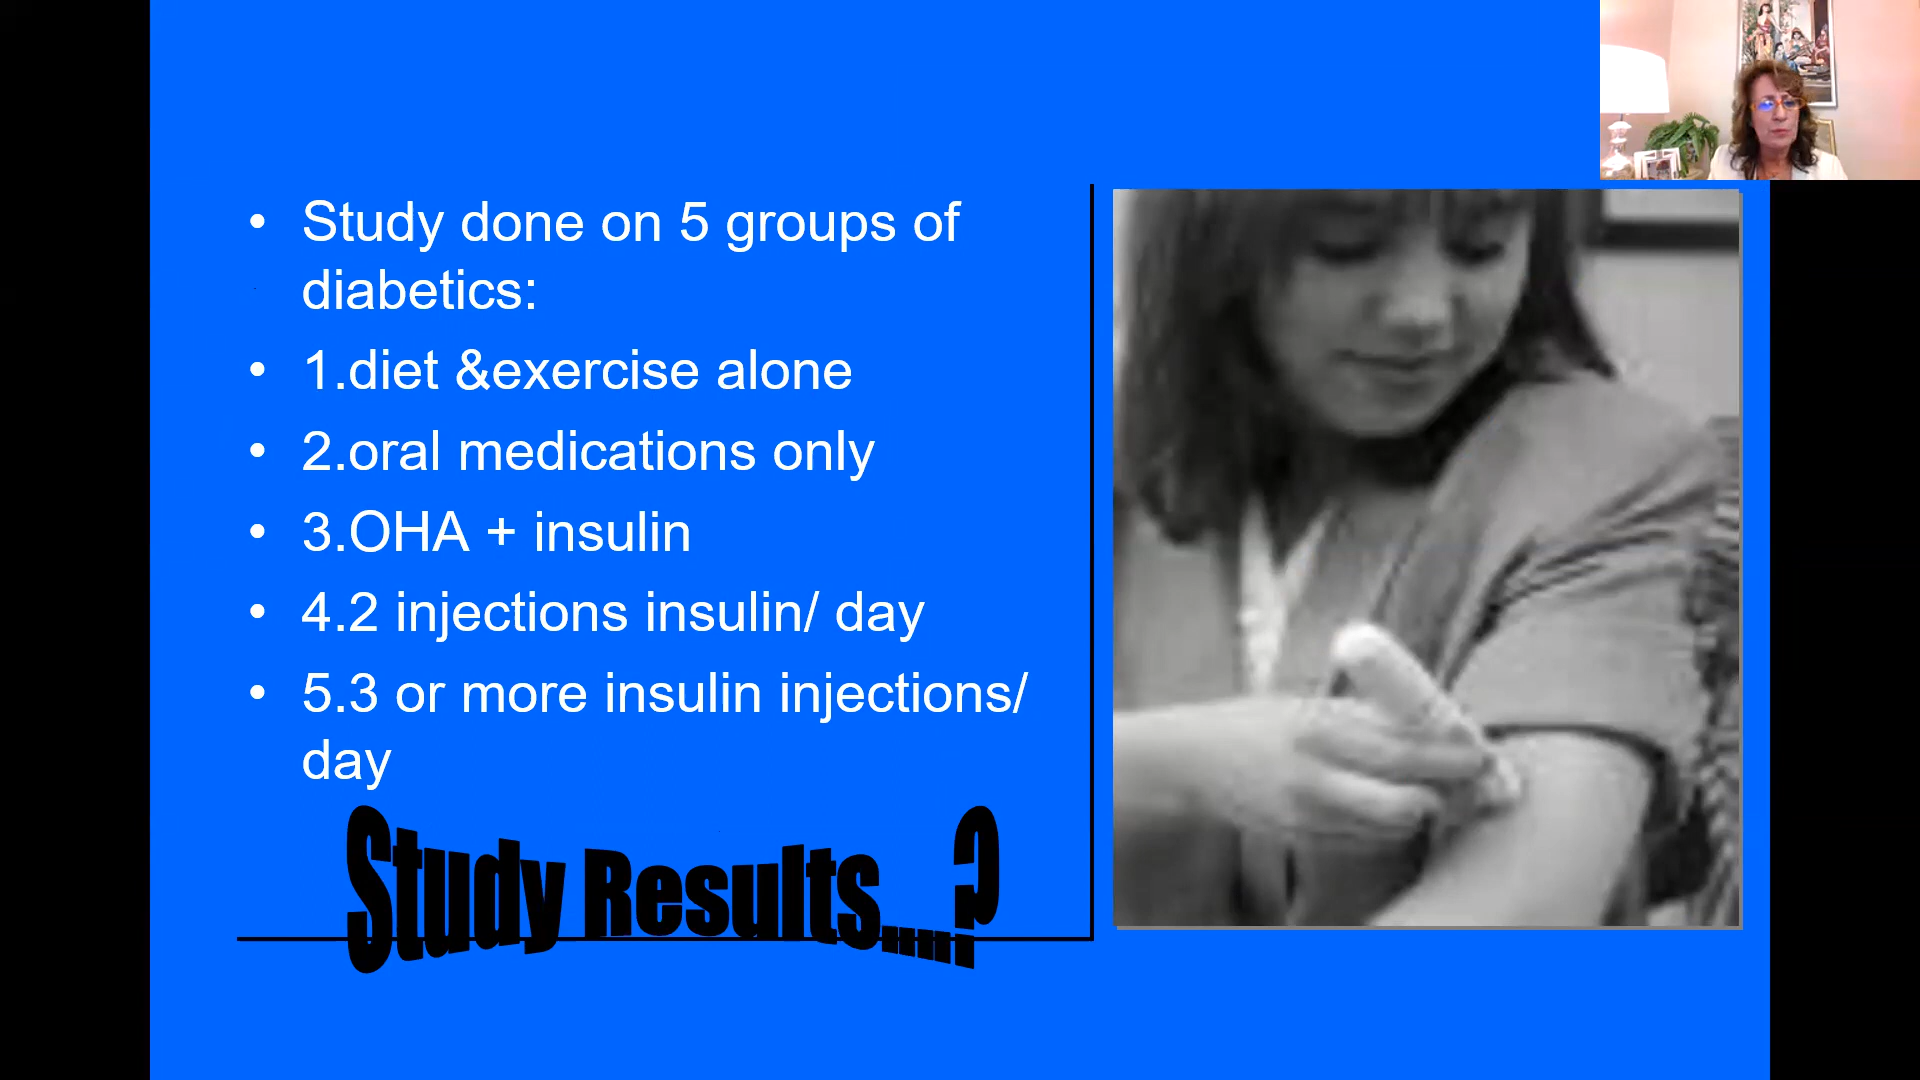 • Study done on 5 groups of
diabetics:
• 1.diet &exercise alone
• 2.oral medications only
• 3.OHA + insulin
• 4.2 injections insulin/ day
• 5.3 or more insulin injections/
day
Study Results....?